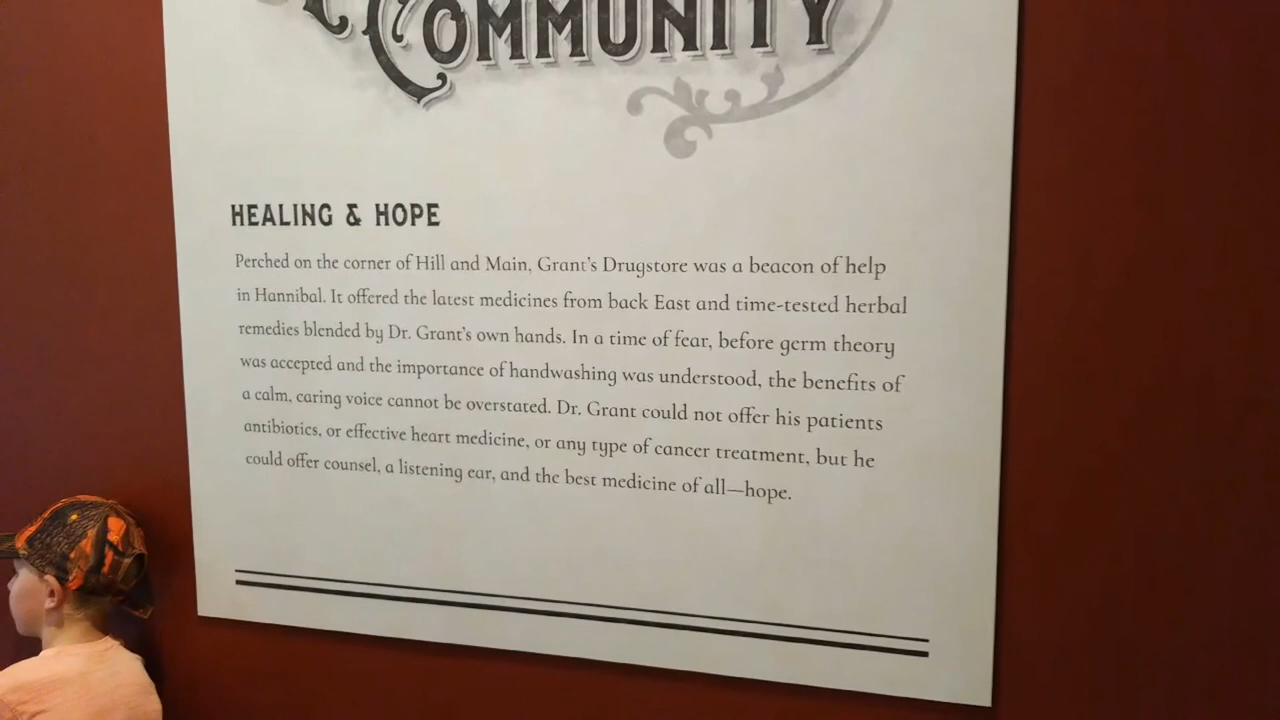 COMMUNITY
HEALING & HOPE
Perched on the corner of Hill and Main, Grant's Drugstore was a beacon of help
in Hannibal. It offered the latest medicines from back East and time-tested herbal
remedies blended by Dr. Grant's own hands. In a time of fear, before germ theory
was accepted and the importance of handwashing was understood, the benefits of
a calm, caring voice cannot be overstated. Dr. Grant could not offer his patients
antibiotics, or effective heart medicine, or any type of cancer treatment, but he
could offer counsel, a listening ear, and the best medicine of all—hope.